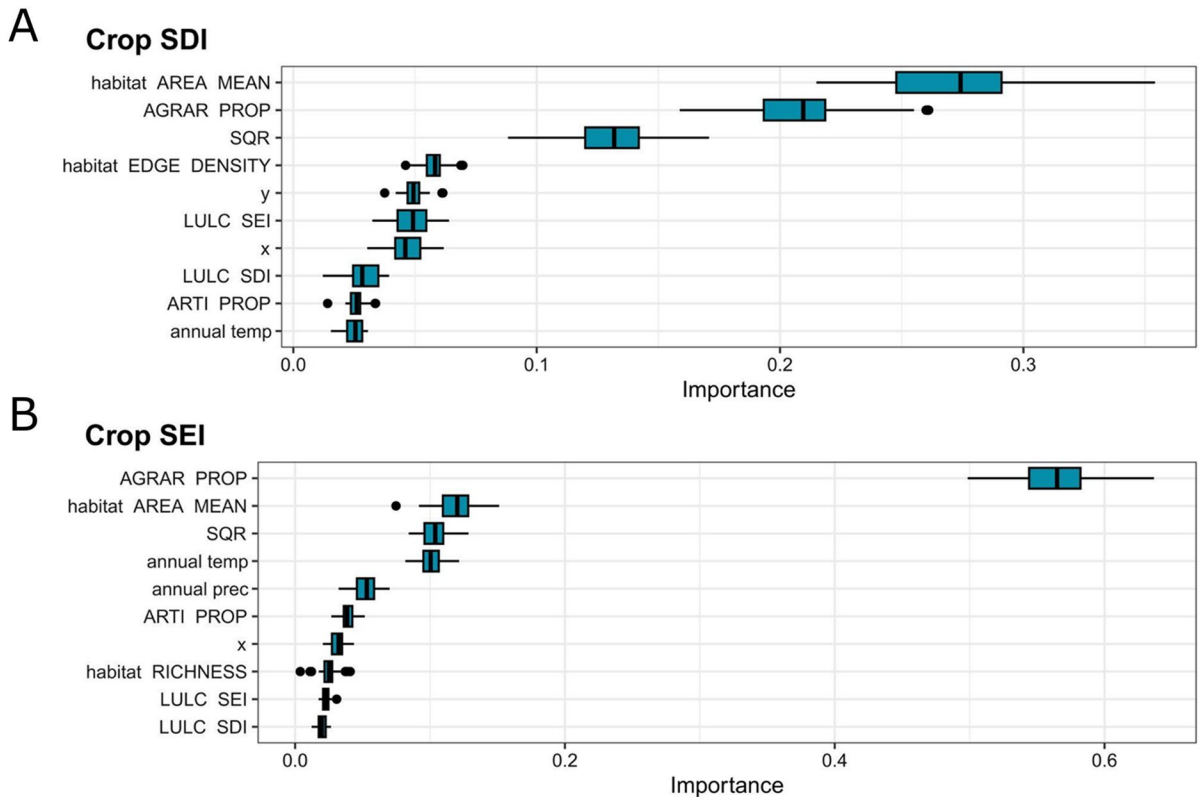 A
Crop SDI
habitat AREA MEAN
AGRAR PROP
SQR
habitat EDGE DENSITY
y
LULC SEI
x
LULC SDI
ARTI PROP
annual temp
0.0 0.1 0.2 0.3
Importance
B
Crop SEI
AGRAR PROP
habitat AREA MEAN
SQR
annual temp
annual prec
ARTI PROP
x
habitat RICHNESS
LULC SEI
LULC SDI
0.0 0.2 0.4 0.6
Importance